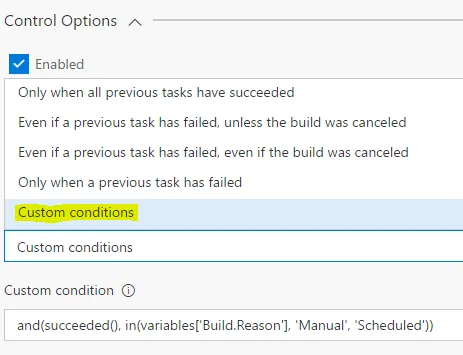 Control Options
Enabled
Only when all previous tasks have succeeded
Even if a previous task has failed, unless the build was canceled
Even if a previous task has failed, even if the build was canceled
Only when a previous task has failed
Custom conditions
Custom conditions
Custom condition
and(succeeded(), in(variables['Build.Reason'], 'Manual', 'Scheduled'))